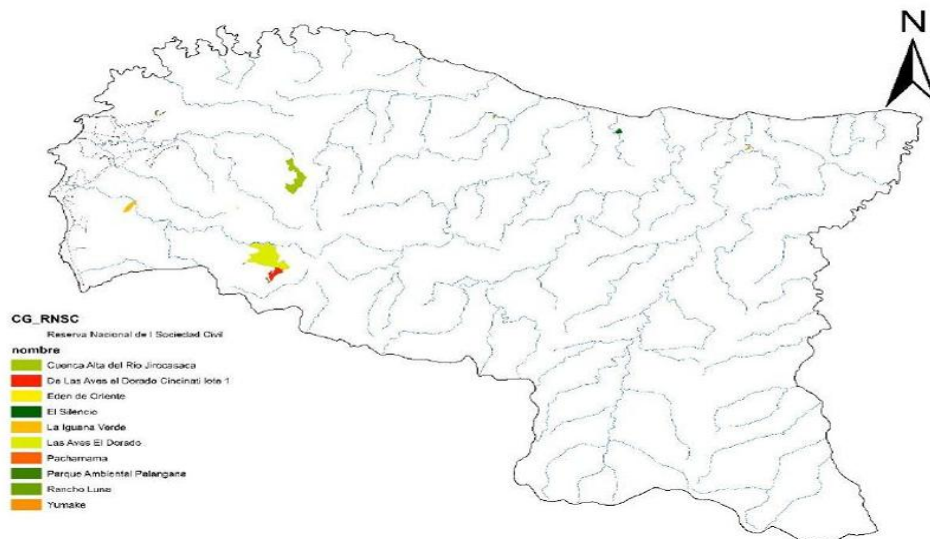 N
CG_RNSC
Reserva Nacional de l Sociedad Civil
nombre
Cuenca Alta del Rio Jirocasaca
De Las Aves el Dorado Cincinati lote 1
Eden de Oriente
El Silencio
La Iguana Verde
Las Aves El Dorado
Pachamama
Parque Ambiental Palangana
Rancho Luna
Yumake